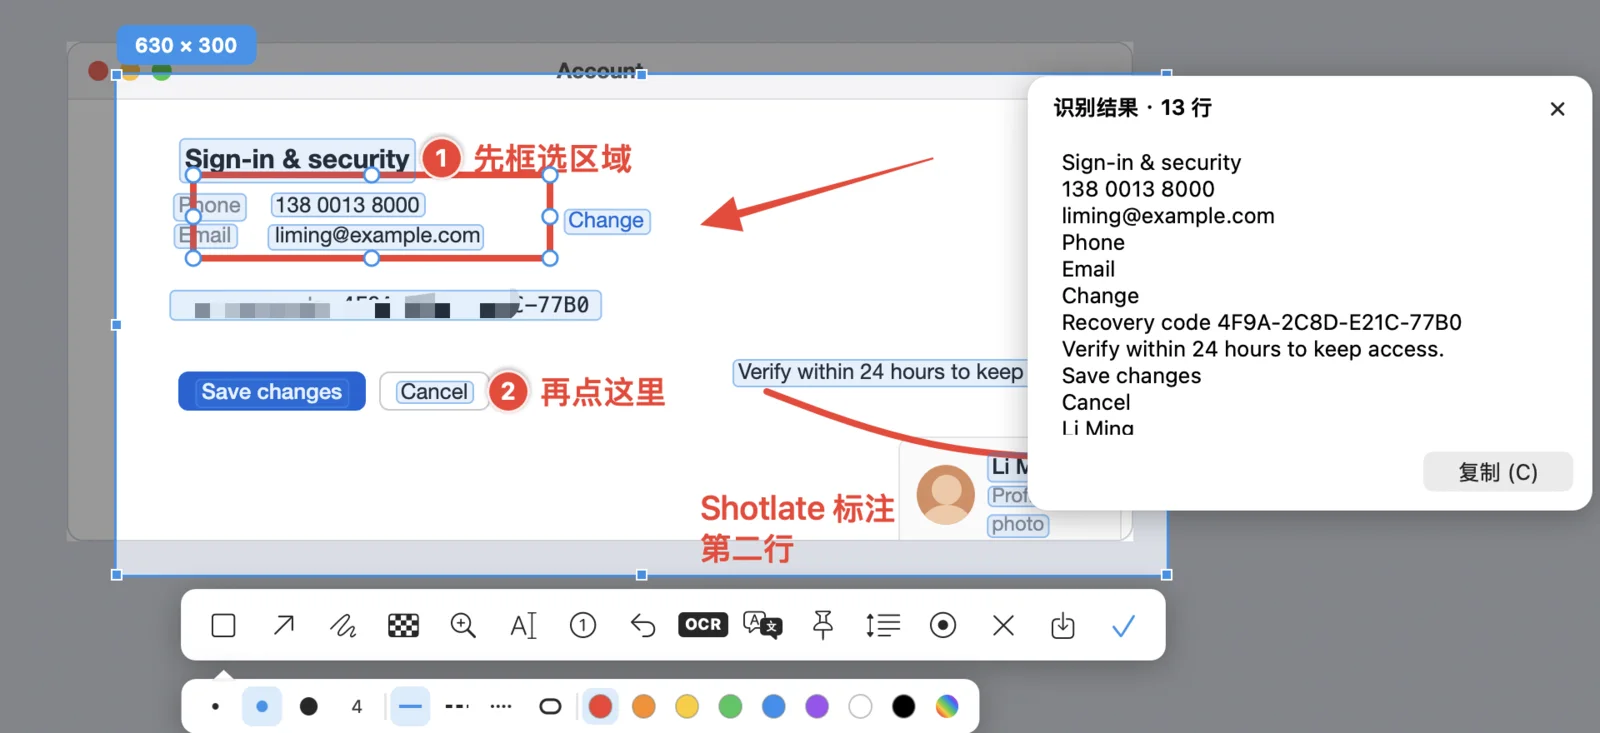 630 × 300
Account
Sign-in & security
1
先框选区域
Phone
138 0013 8000
Email
liming@example.com
Change
C-77B0
Save changes
Cancel
2
再点这里
Verify within 24 hours to keep
Li M
Prof
photo
Shotlate 标注
第二行
识别结果 · 13 行
Sign-in & security
138 0013 8000
liming@example.com
Phone
Email
Change
Recovery code 4F9A-2C8D-E21C-77B0
Verify within 24 hours to keep access.
Save changes
Cancel
Li Ming
复制 (C)
AI
1
OCR
A 文
4